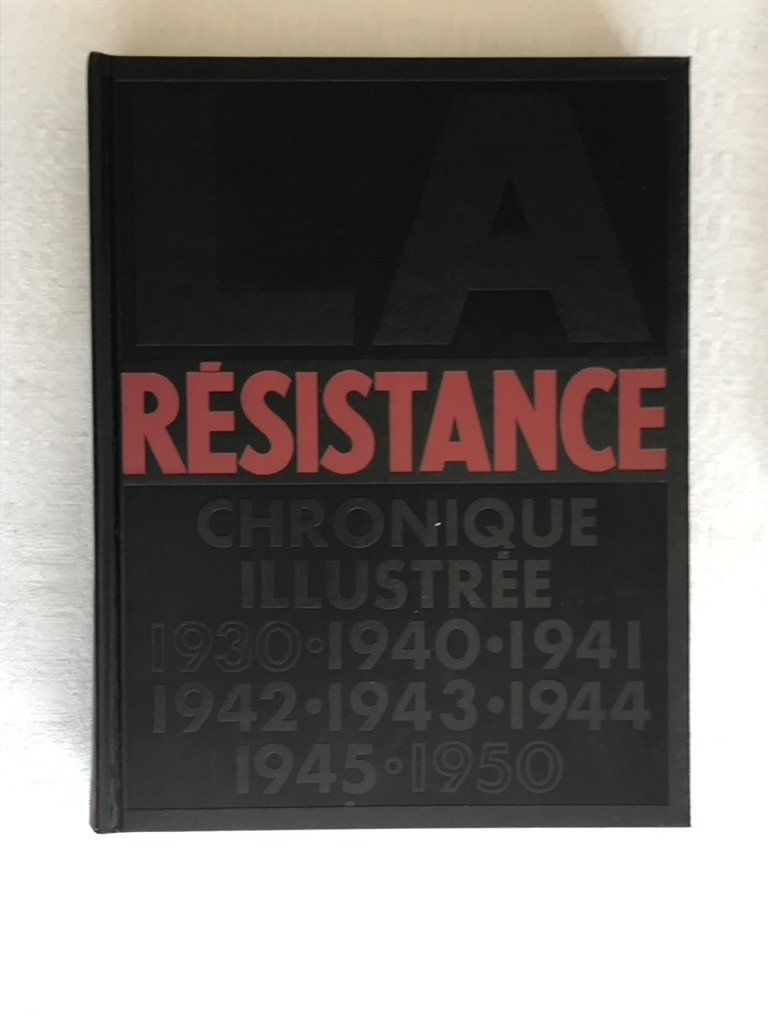 LA
RÉSISTANCE
CHRONIQUE
ILLUSTRÉE
1930·1940·1941
1942·1943·1944
1945·1950